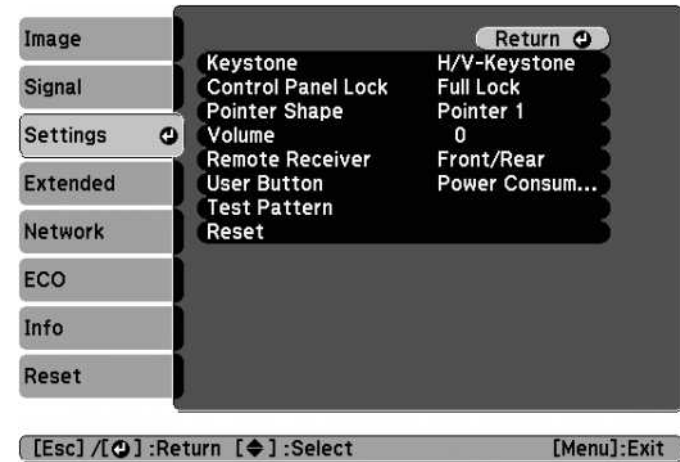 Image
Signal
Settings
Extended
Network
ECO
Info
Reset
Return
Keystone H/V-Keystone
Control Panel Lock Full Lock
Pointer Shape Pointer 1
Volume 0
Remote Receiver Front/Rear
User Button Power Consum...
Test Pattern
Reset
[Esc] /[ ] :Return [ ] :Select [Menu]:Exit